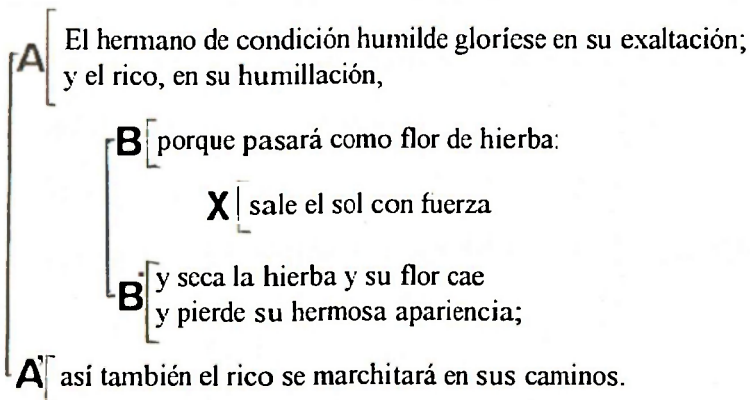 A El hermano de condición humilde gloríese en su exaltación;
y el rico, en su humillación,
B porque pasará como flor de hierba:
X sale el sol con fuerza
B' y seca la hierba y su flor cae
y pierde su hermosa apariencia;
A' así también el rico se marchitará en sus caminos.